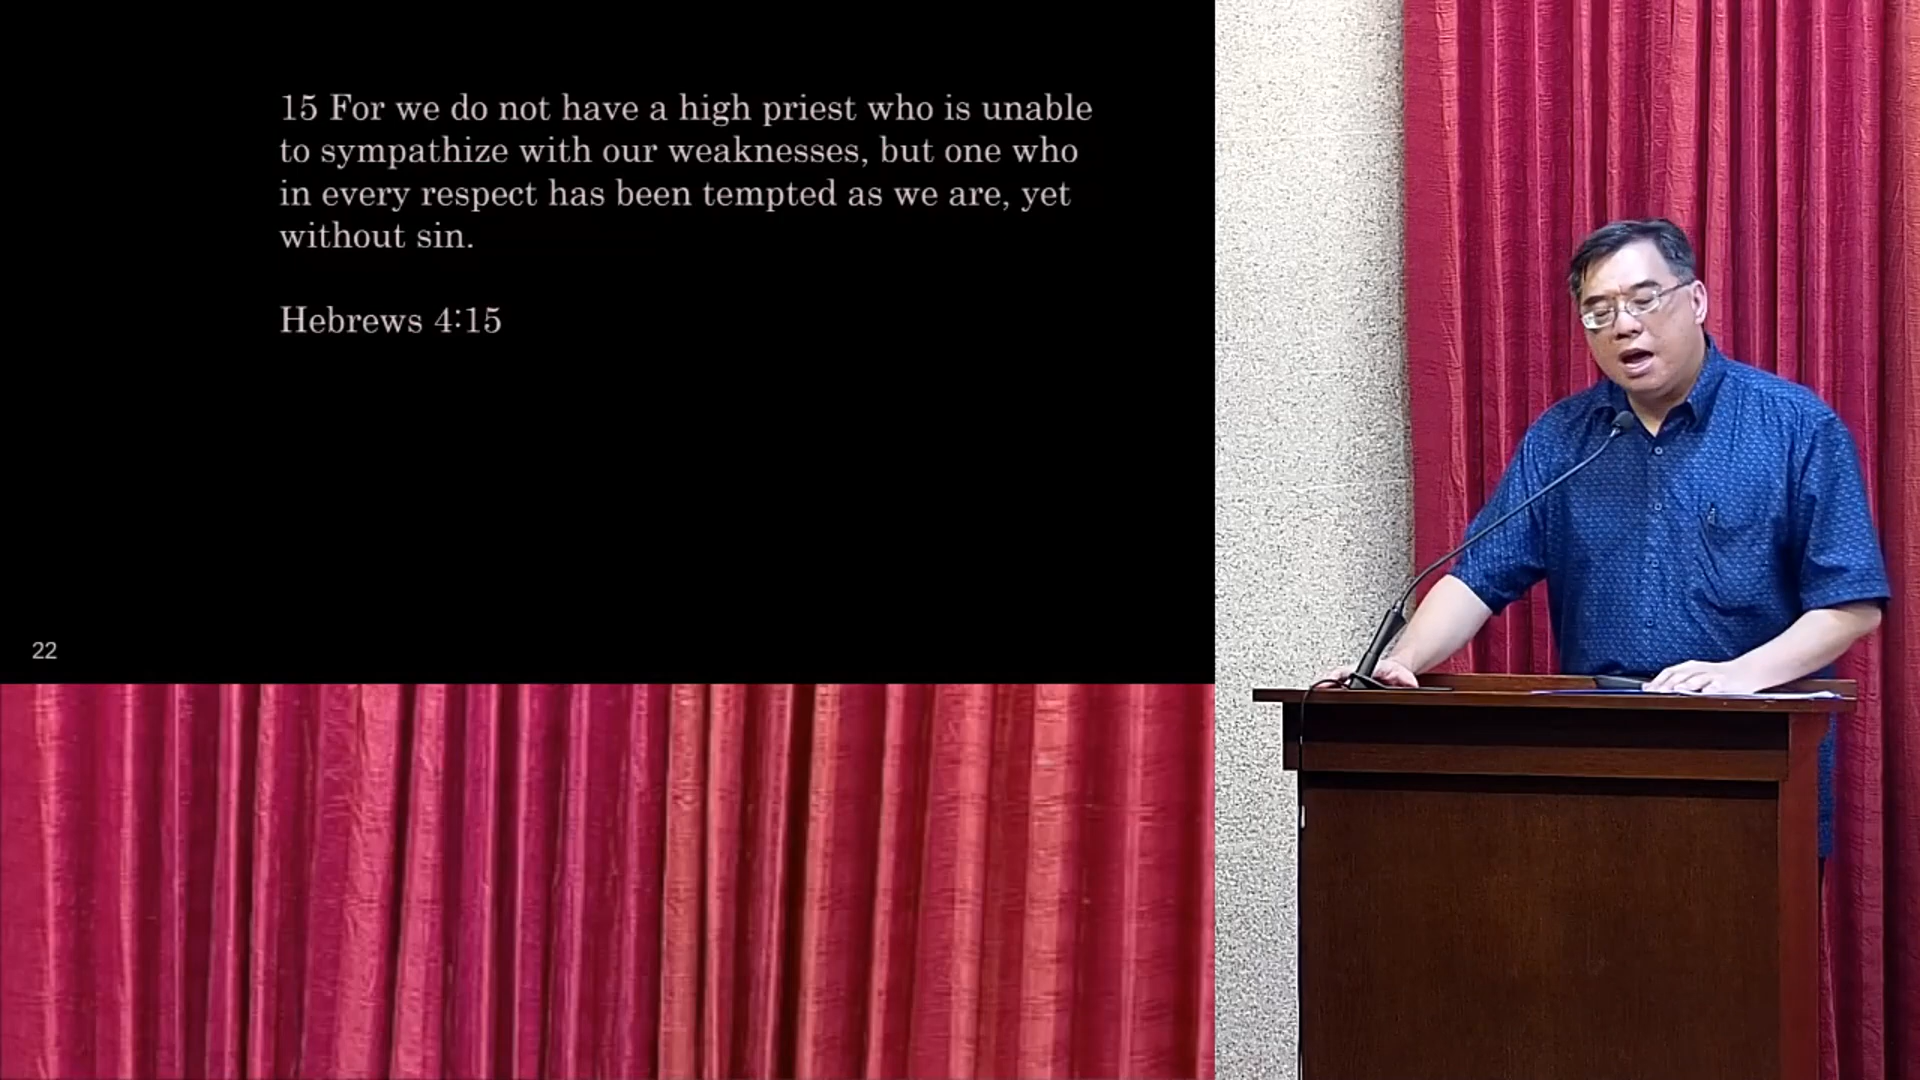 15 For we do not have a high priest who is unable
to sympathize with our weaknesses, but one who
in every respect has been tempted as we are, yet
without sin.
Hebrews 4:15
22